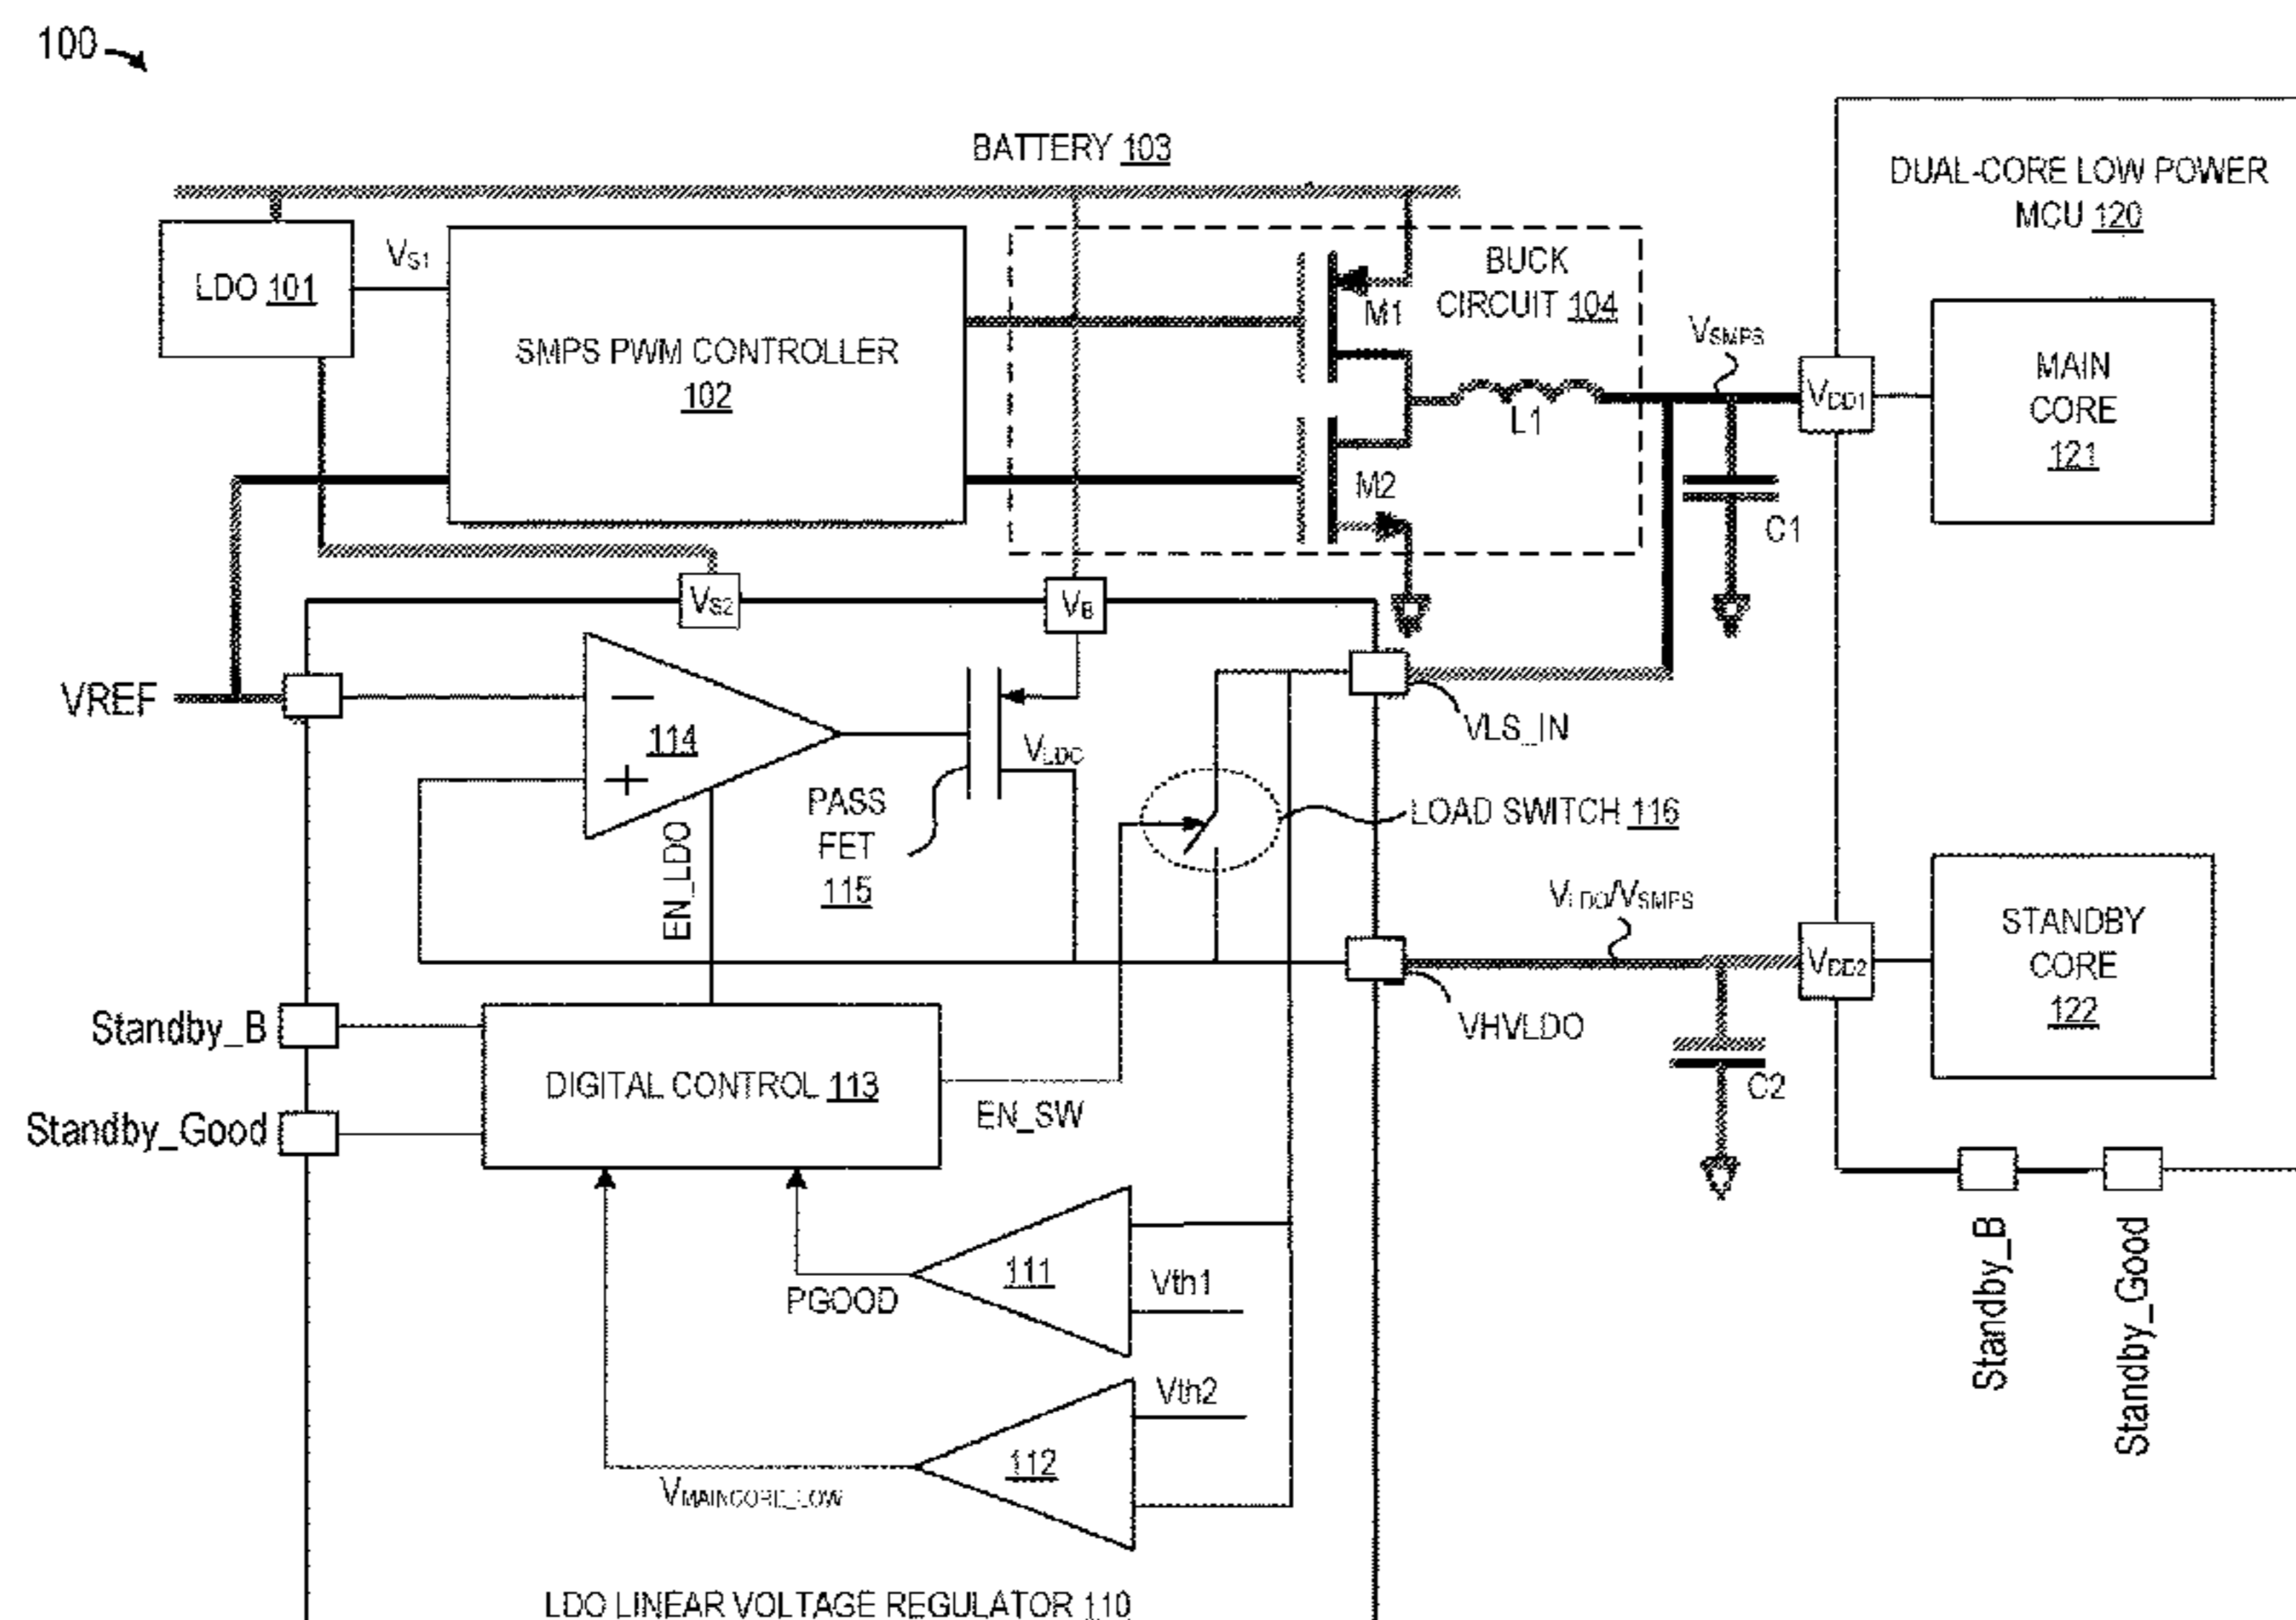 100
BATTERY 103
DUAL-CORE LOW POWER
MCU 120
LDO 101
VS1
SMPS PWM CONTROLLER
102
BUCK
CIRCUIT 104
M1
M2
L1
VSMPS
VDD1
MAIN
CORE
121
C1
VS2
VB
VREF
114
VLDO
PASS
FET
115
EN_LDO
VLS_IN
LOAD SWITCH 116
VLDO/VSMPS
VDD2
STANDBY
CORE
122
VHVLDO
C2
Standby_B
Standby_Good
DIGITAL CONTROL 113
EN_SW
111
PGOOD
Vth1
Vth2
112
VMAINCORE_LOW
Standby_B
Standby_Good
LDO LINEAR VOLTAGE REGULATOR 110